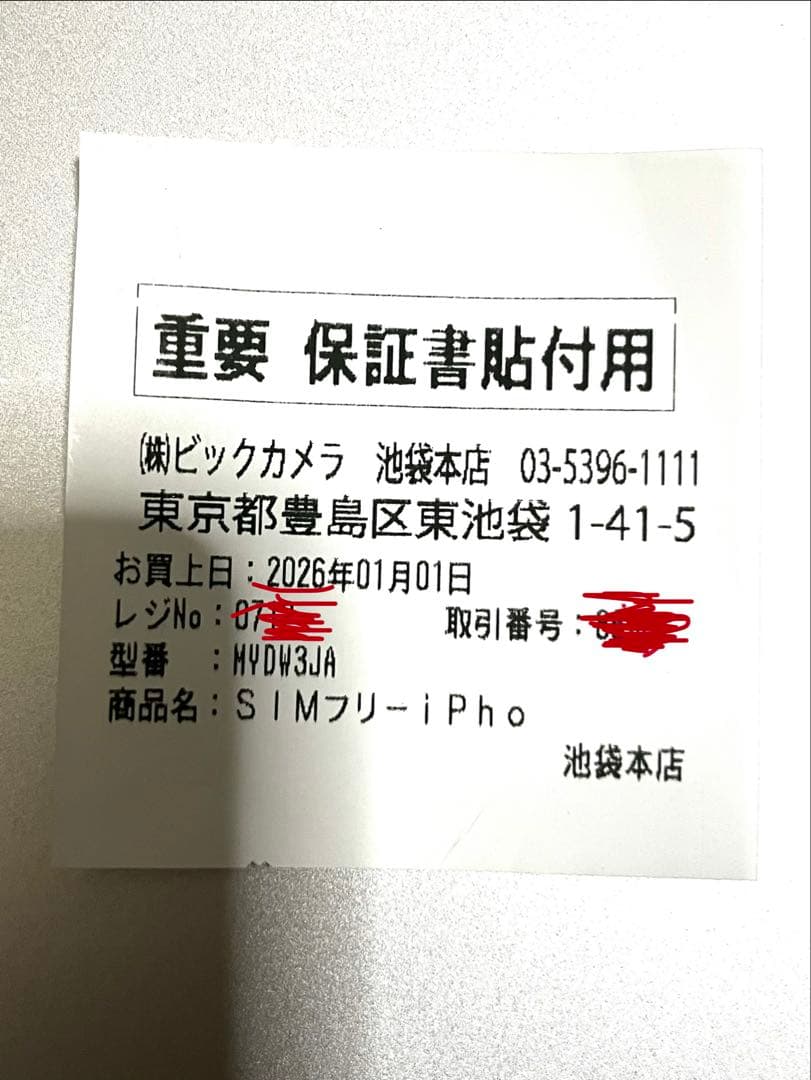 重要 保証書貼付用
㈱ビックカメラ 池袋本店 03-5396-1111
東京都豊島区東池袋1-41-5
お買上日：2026年01月01日
レジNo：07
取引番号：
型番 ：MYDW3JA
商品名：ＳＩＭフリーｉＰｈｏ
池袋本店